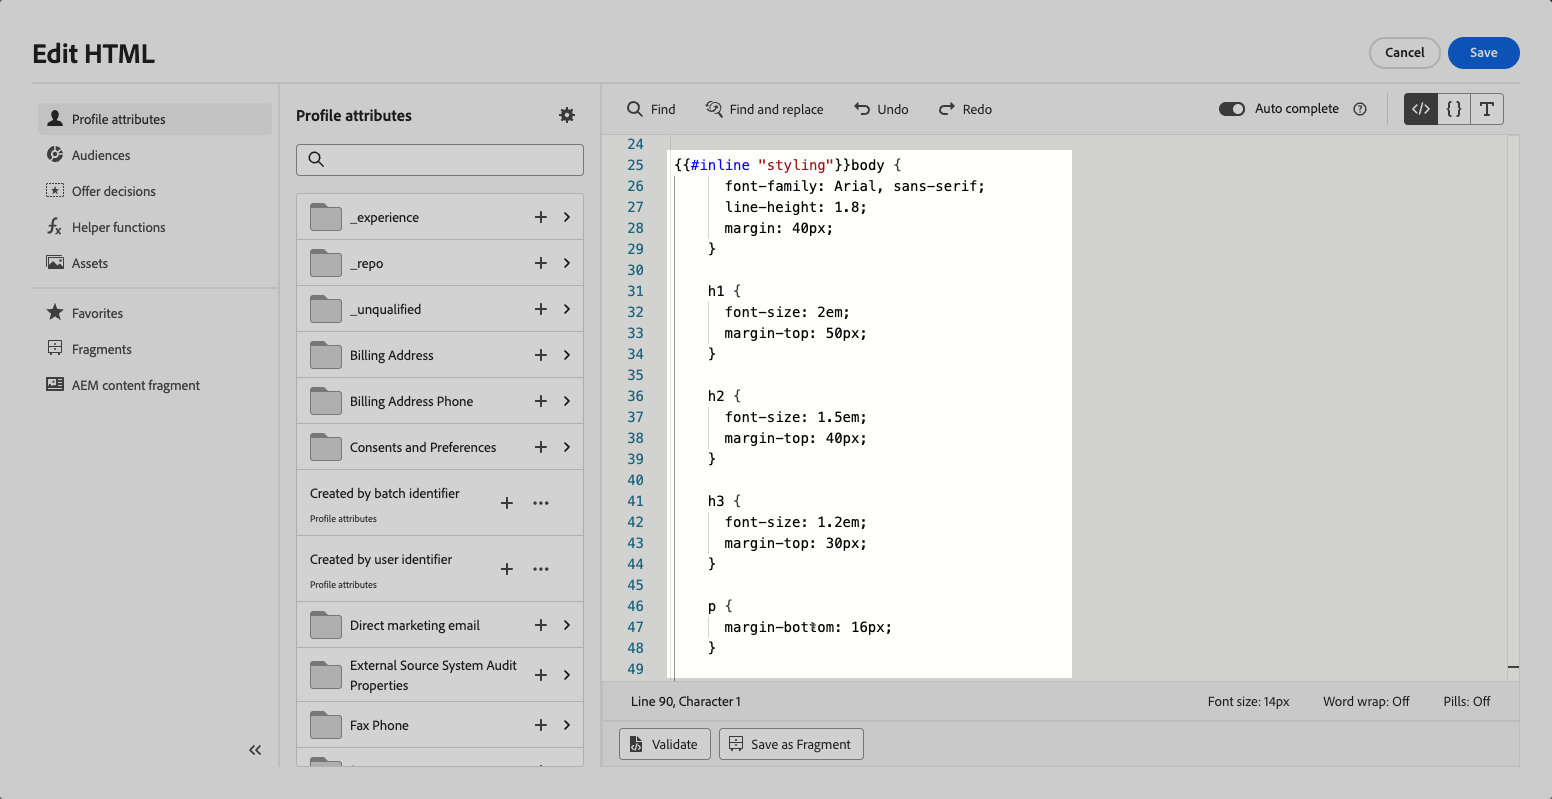 Edit HTML
Cancel
Save
Profile attributes
Audiences
Offer decisions
Helper functions
Assets
Favorites
Fragments
AEM content fragment
Profile attributes
_experience
_repo
_unqualified
Billing Address
Billing Address Phone
Consents and Preferences
Created by batch identifier
Profile attributes
Created by user identifier
Profile attributes
Direct marketing email
External Source System Audit
Properties
Fax Phone
Find
Find and replace
Undo
Redo
Auto complete
24
25 {{#inline "styling"}}body {
26 font-family: Arial, sans-serif;
27 line-height: 1.8;
28 margin: 40px;
29 }
30
31 h1 {
32 font-size: 2em;
33 margin-top: 50px;
34 }
35
36 h2 {
37 font-size: 1.5em;
38 margin-top: 40px;
39 }
40
41 h3 {
42 font-size: 1.2em;
43 margin-top: 30px;
44 }
45
46 p {
47 margin-bottom: 16px;
48 }
49
Line 90, Character 1
Font size: 14px
Word wrap: Off
Pills: Off
Validate
Save as Fragment